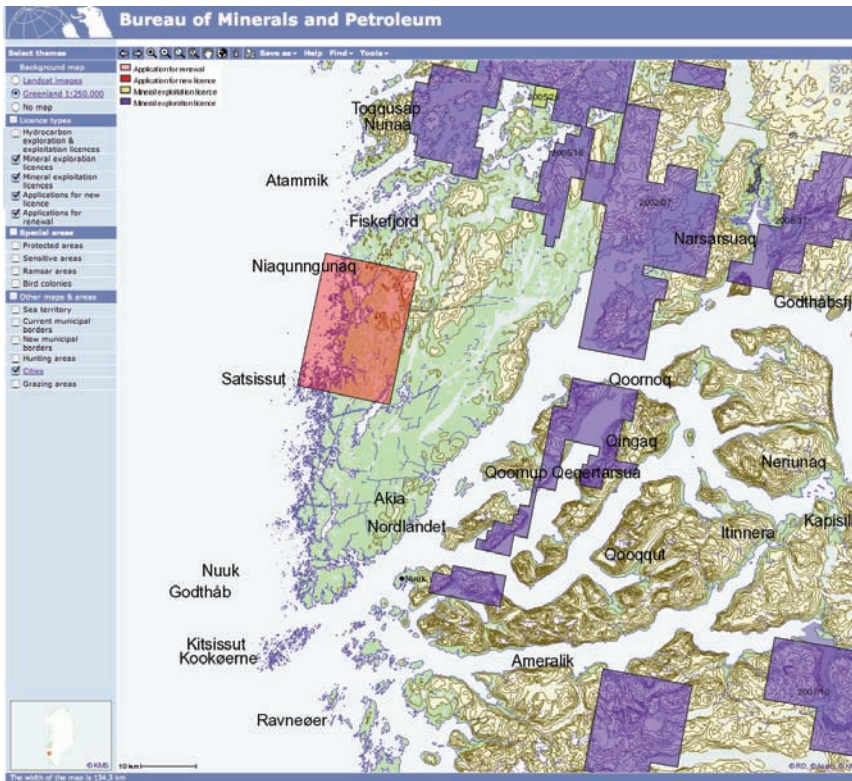 Bureau of Minerals and Petroleum
Select themes
Save as
Help
Find
Tools
Background map
Landsat images
Greenland 1:250.000
No map
Licence types
Hydrocarbon
exploration &
exploitation licences
Mineral exploration
licences
Mineral exploitation
licences
Applications for new
licence
Applications for
renewal
Special areas
Protected areas
Sensitive areas
Ramsar areas
Bird colonies
Other maps & areas
Sea territory
Current municipal
borders
New municipal
borders
Hunting areas
Cities
Grazing areas
© KMS
The width of the map is 134.3 km
Application for renewal
Application for new licence
Mineral exploitation licence
Mineral exploration licence
Toqqusap
Nunaa
Atammik
Fiskefjord
2002/07
Narsarsuaq
Niaqunngunaq
Godthåbsfj
Satsissut
Qoornoq
Qingaq
Qoornup Qeqertarsua
Neriunaq
Akia
Nordlandet
Kapisil
Itinnera
Qooqqut
Nuuk
Godthåb
Nuuk
Kitsissut
Kookøerne
Ameralik
Ravneøer
10 km